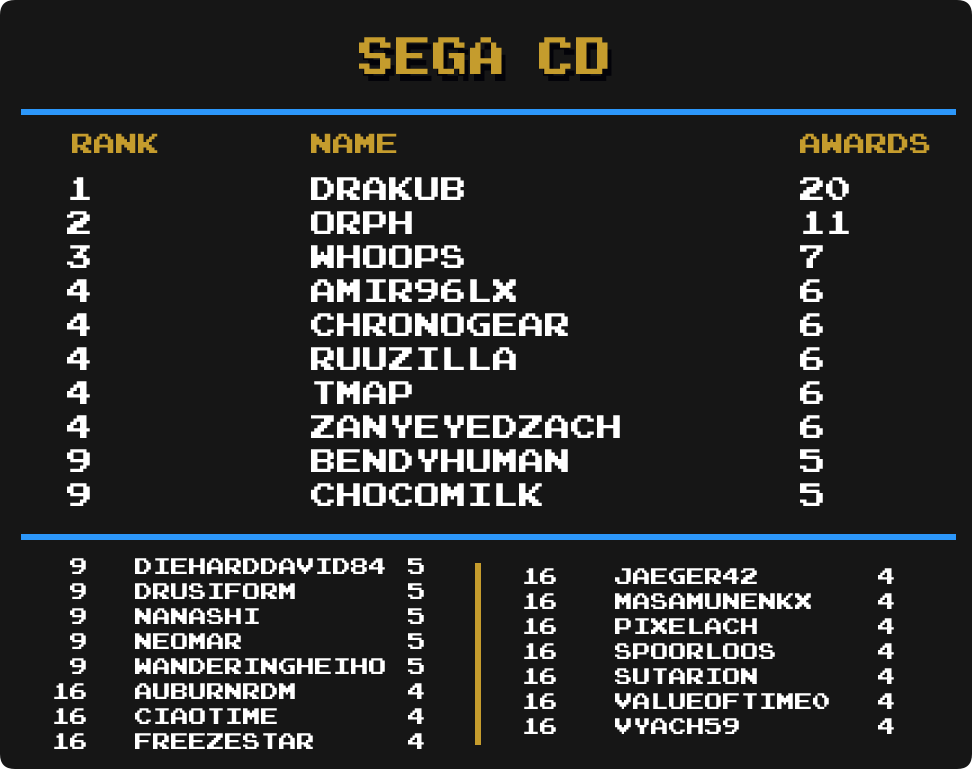 SEGA CD
RANK NAME AWARDS
1 DRAKUB 20
2 ORPH 11
3 WHOOPS 7
4 AMIR96LX 6
4 CHRONOGEAR 6
4 RUUZILLA 6
4 TMAP 6
4 ZANYEYEDZACH 6
9 BENDYHUMAN 5
9 CHOCOMILK 5
9 DIEHARDDAVID84 5
9 DRUSIFORM 5
9 NANASHI 5
9 NEOMAR 5
9 WANDERINGHEIHO 5
16 AUBURNRDM 4
16 CIAOTIME 4
16 FREEZESTAR 4
16 JAEGER42 4
16 MASAMUNENKX 4
16 PIXELACH 4
16 SPOORLOOS 4
16 SUTARION 4
16 VALUEOFTIME0 4
16 VYACH59 4